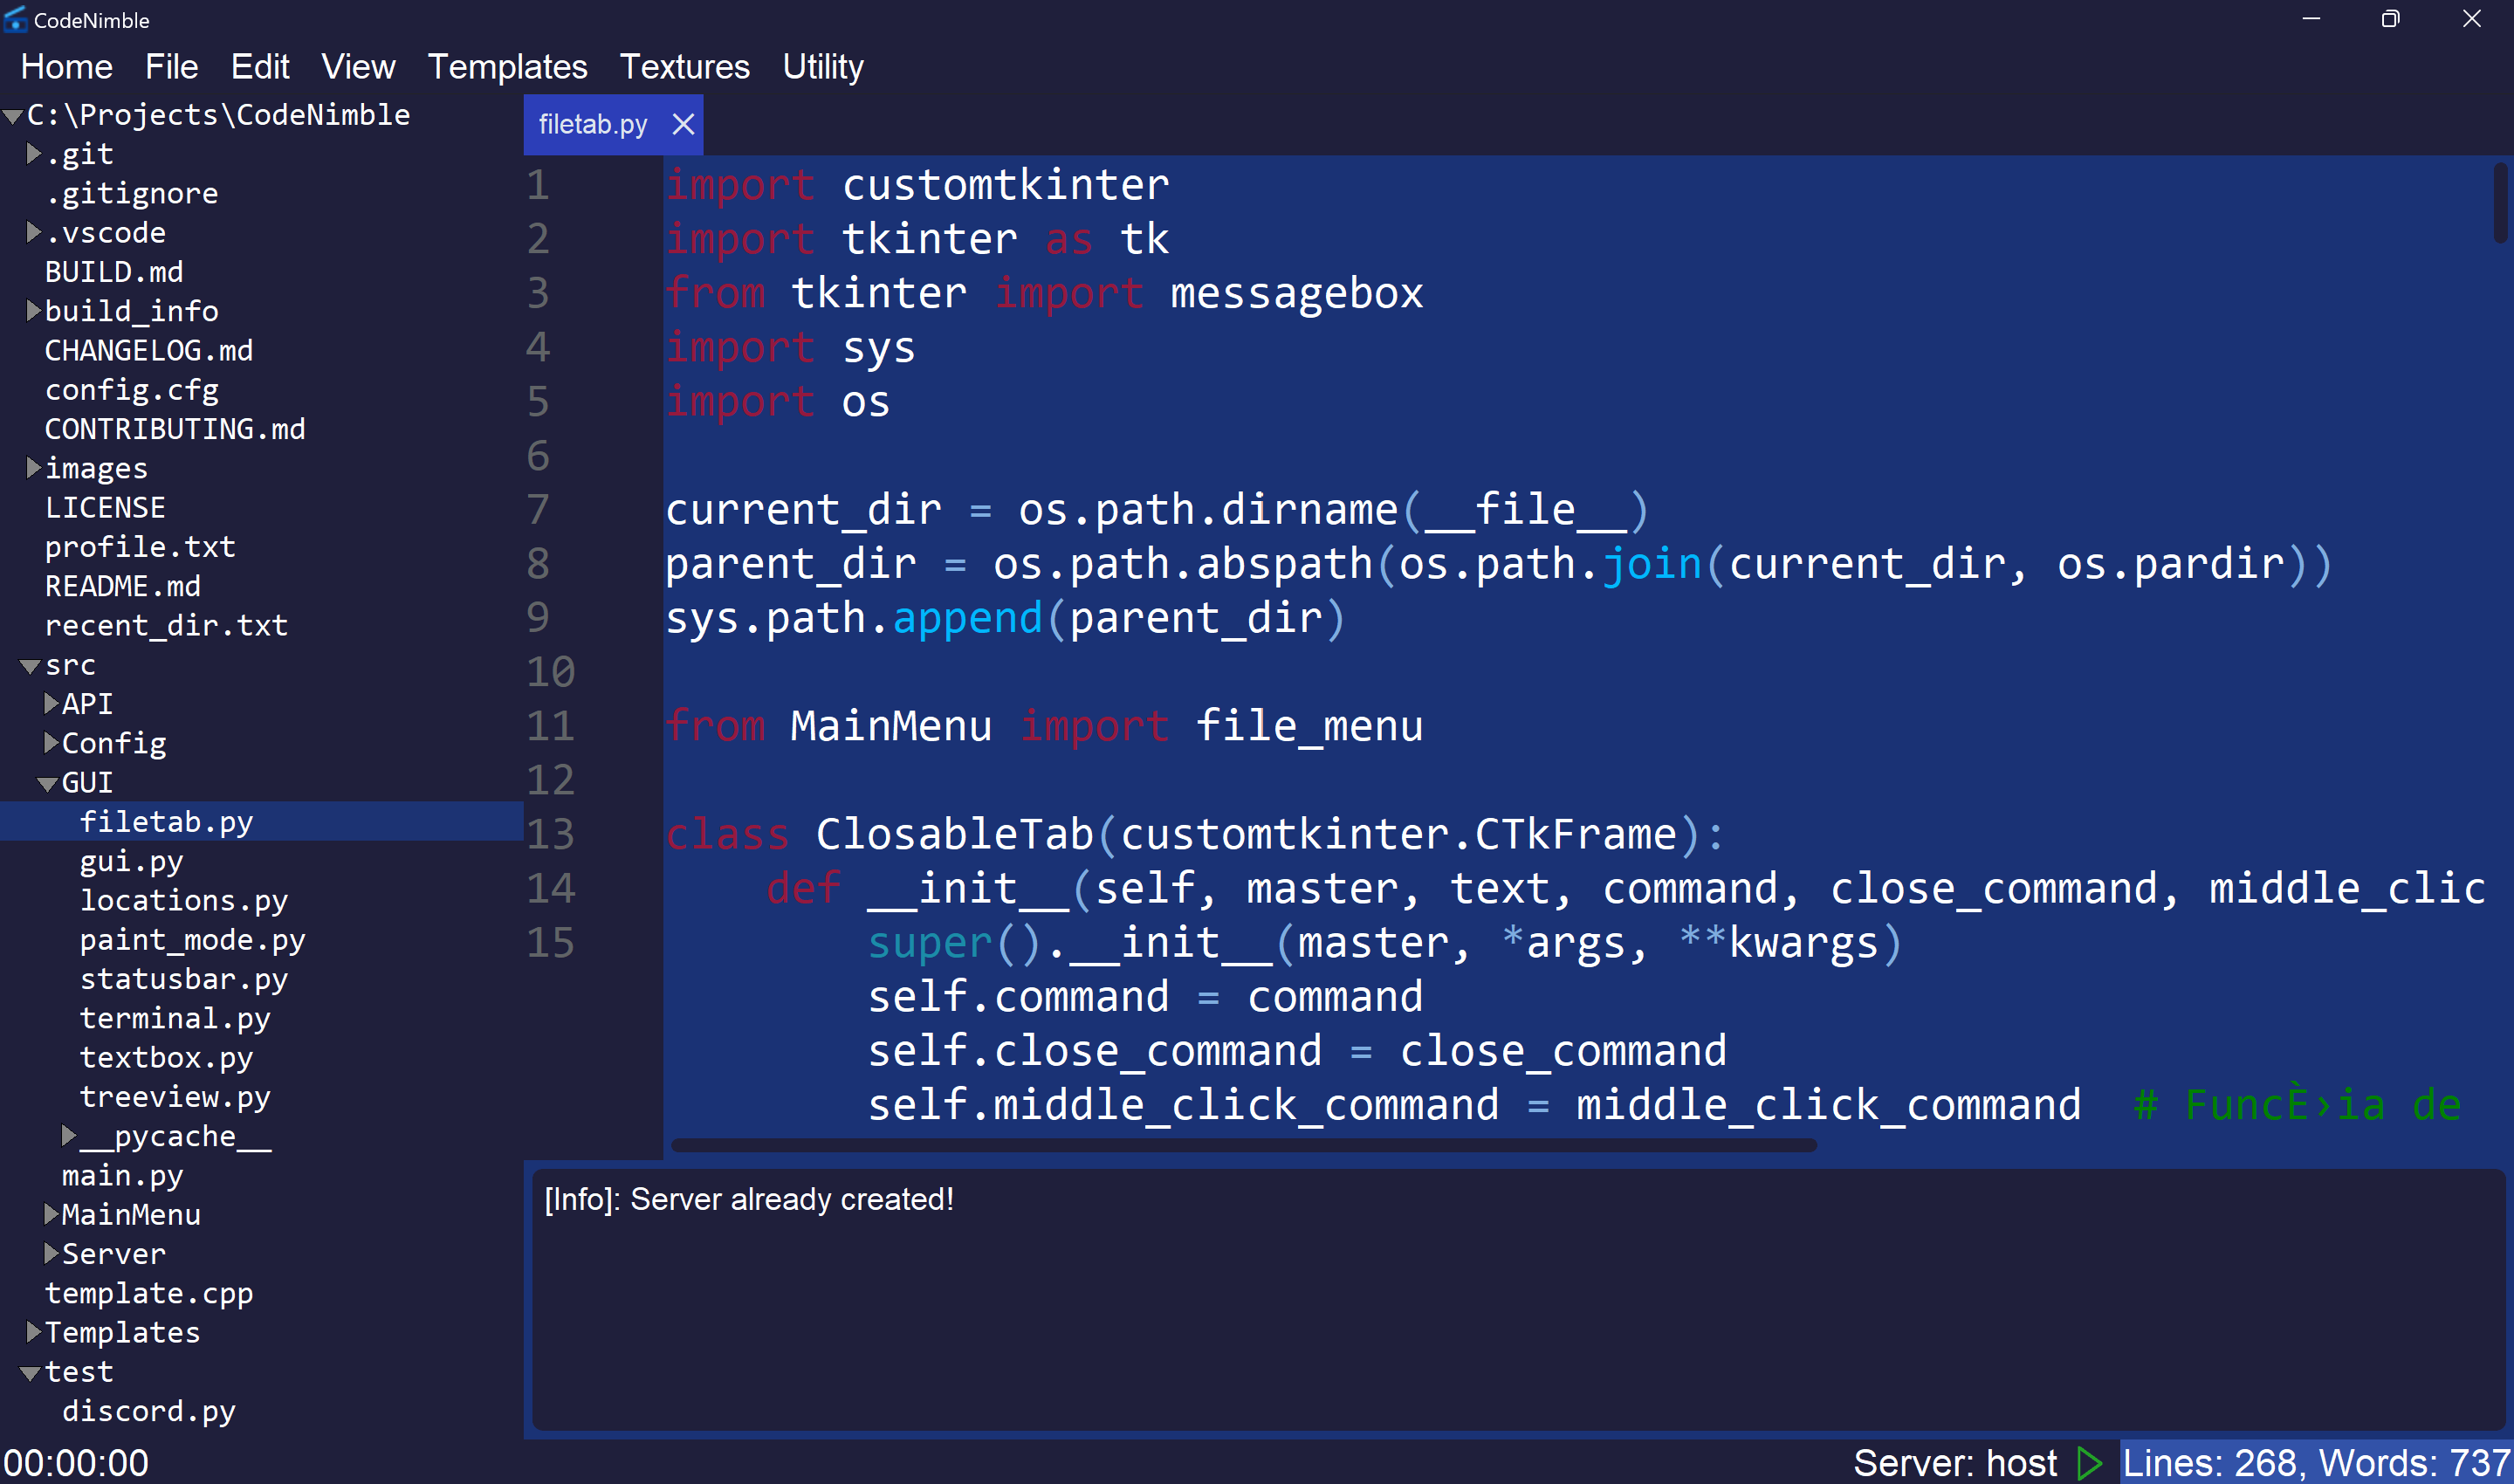 CodeNimble
Home File Edit View Templates Textures Utility
C:\Projects\CodeNimble
.git
.gitignore
.vscode
BUILD.md
build_info
CHANGELOG.md
config.cfg
CONTRIBUTING.md
images
LICENSE
profile.txt
README.md
recent_dir.txt
src
API
Config
GUI
filetab.py
gui.py
locations.py
paint_mode.py
statusbar.py
terminal.py
textbox.py
treeview.py
__pycache__
main.py
MainMenu
Server
template.cpp
Templates
test
discord.py
filetab.py
1 import customtkinter
2 import tkinter as tk
3 from tkinter import messagebox
4 import sys
5 import os
6
7 current_dir = os.path.dirname(__file__)
8 parent_dir = os.path.abspath(os.path.join(current_dir, os.pardir))
9 sys.path.append(parent_dir)
10
11 from MainMenu import file_menu
12
13 class ClosableTab(customtkinter.CTkFrame):
14     def __init__(self, master, text, command, close_command, middle_clic
15         super().__init__(master, *args, **kwargs)
        self.command = command
        self.close_command = close_command
        self.middle_click_command = middle_click_command  # FuncÈ›ia de
[Info]: Server already created!
00:00:00
Server: host
Lines: 268, Words: 737